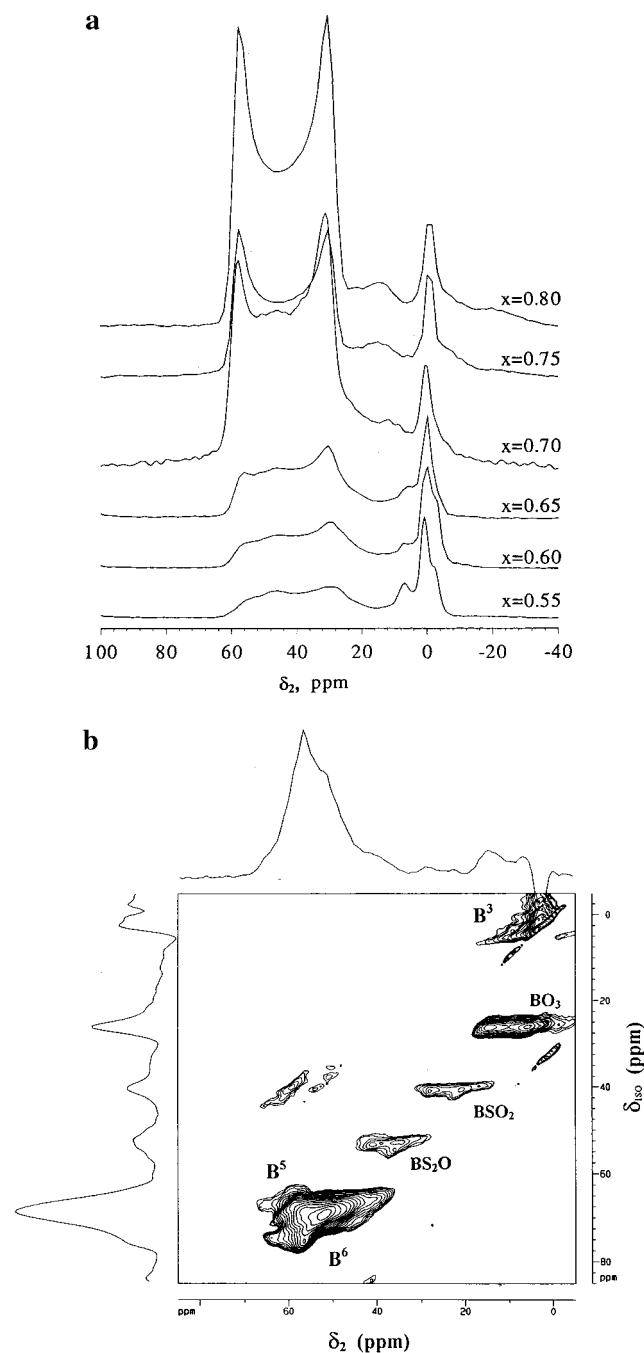 a
x=0.80
x=0.75
x=0.70
x=0.65
x=0.60
x=0.55
100 80 60 40 20 0 -20 -40
δ2, ppm
b
B3
0
BO3
20
BSO2
40
BS2O
B5
60
B6
80
ppm
δISO (ppm)
ppm 60 40 20 0
δ2 (ppm)